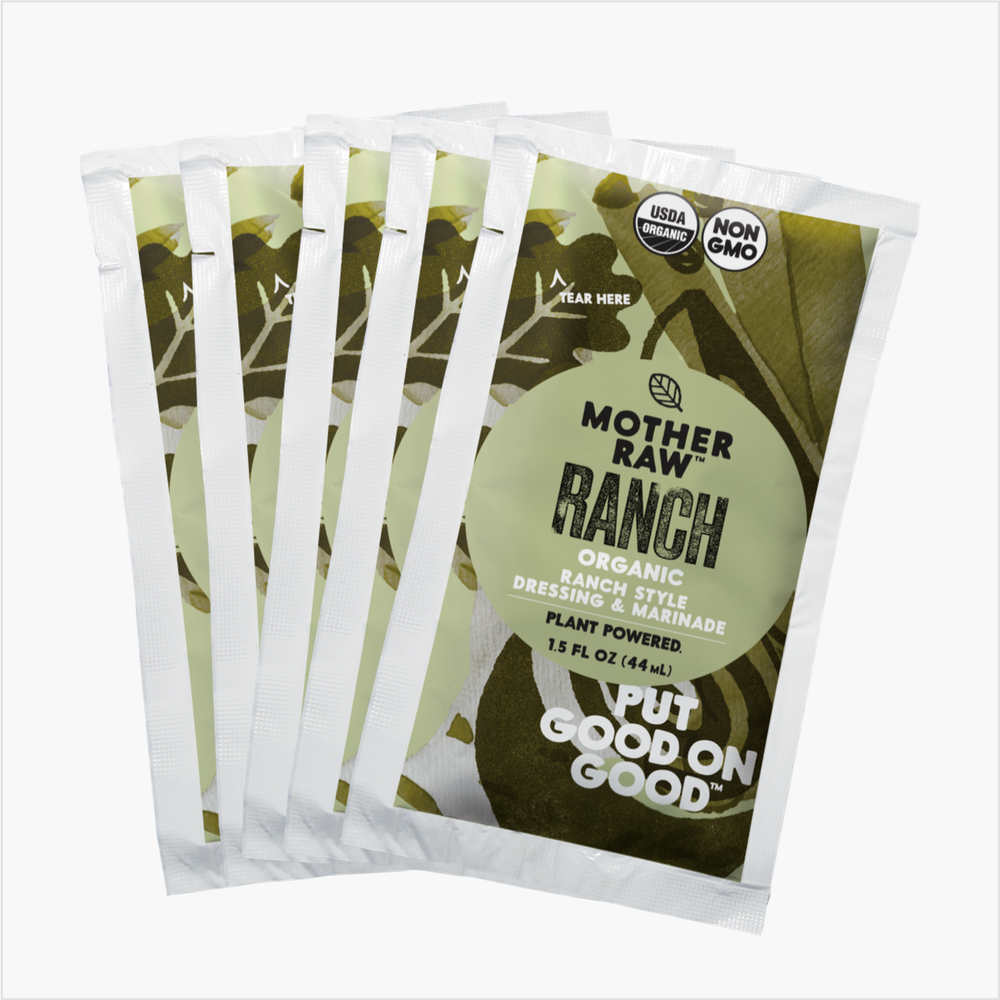 USDA
ORGANIC
NON
GMO
TEAR HERE
MOTHER
RAW™
RANCH
ORGANIC
RANCH STYLE
DRESSING & MARINADE
PLANT POWERED.
1.5 FL OZ (44 mL)
PUT
GOOD ON
GOOD™